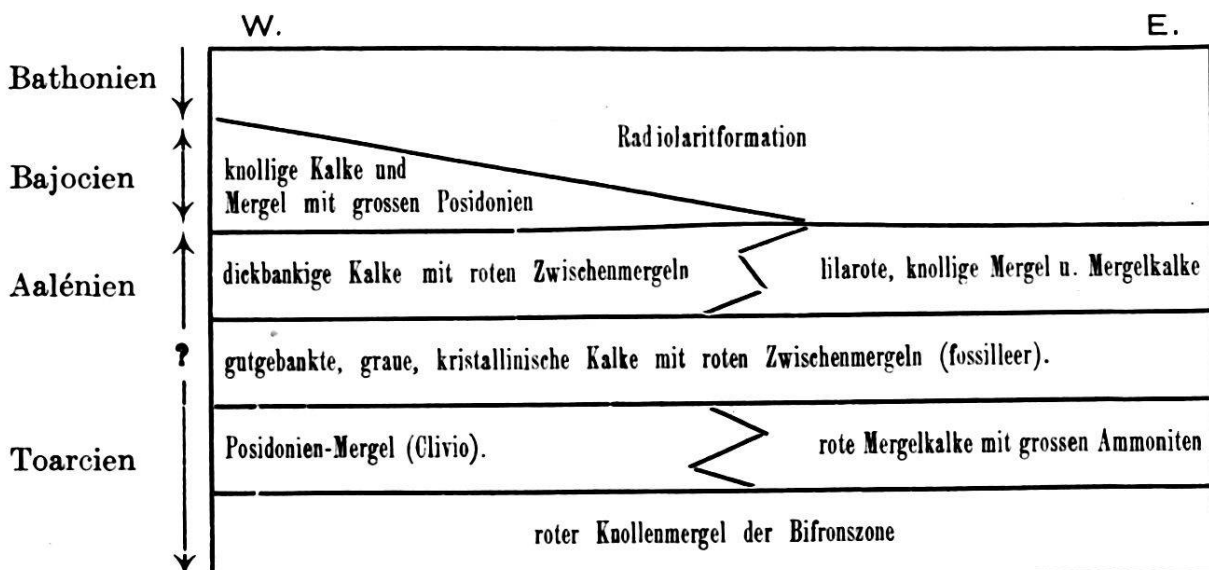 W. E.
Bathonien
Radiolaritformation
Bajocien
knollige Kalke und
Mergel mit grossen Posidonien
Aalénien
dickbankige Kalke mit roten Zwischenmergeln
lilarote, knollige Mergel u. Mergelkalke
?
gutgebankte, graue, kristallinische Kalke mit roten Zwischenmergeln (fossilleer).
Toarcien
Posidonien-Mergel (Clivio).
rote Mergelkalke mit grossen Ammoniten
roter Knollenmergel der Bifronszone